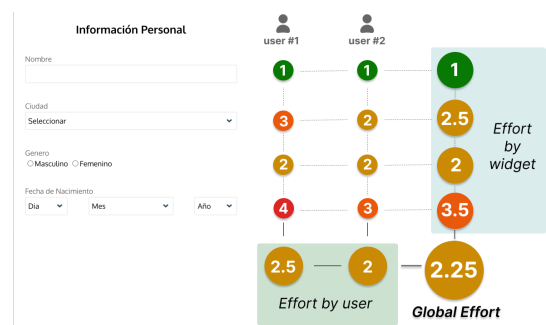 Información Personal
Nombre
Ciudad
Seleccionar
Genero
Masculino Femenino
Fecha de Nacimiento
Dia Mes Año
user #1 user #2
1 1 1
3 2 2.5
2 2 2
4 3 3.5
Effort
by
widget
2.5 2 2.25
Effort by user
Global Effort